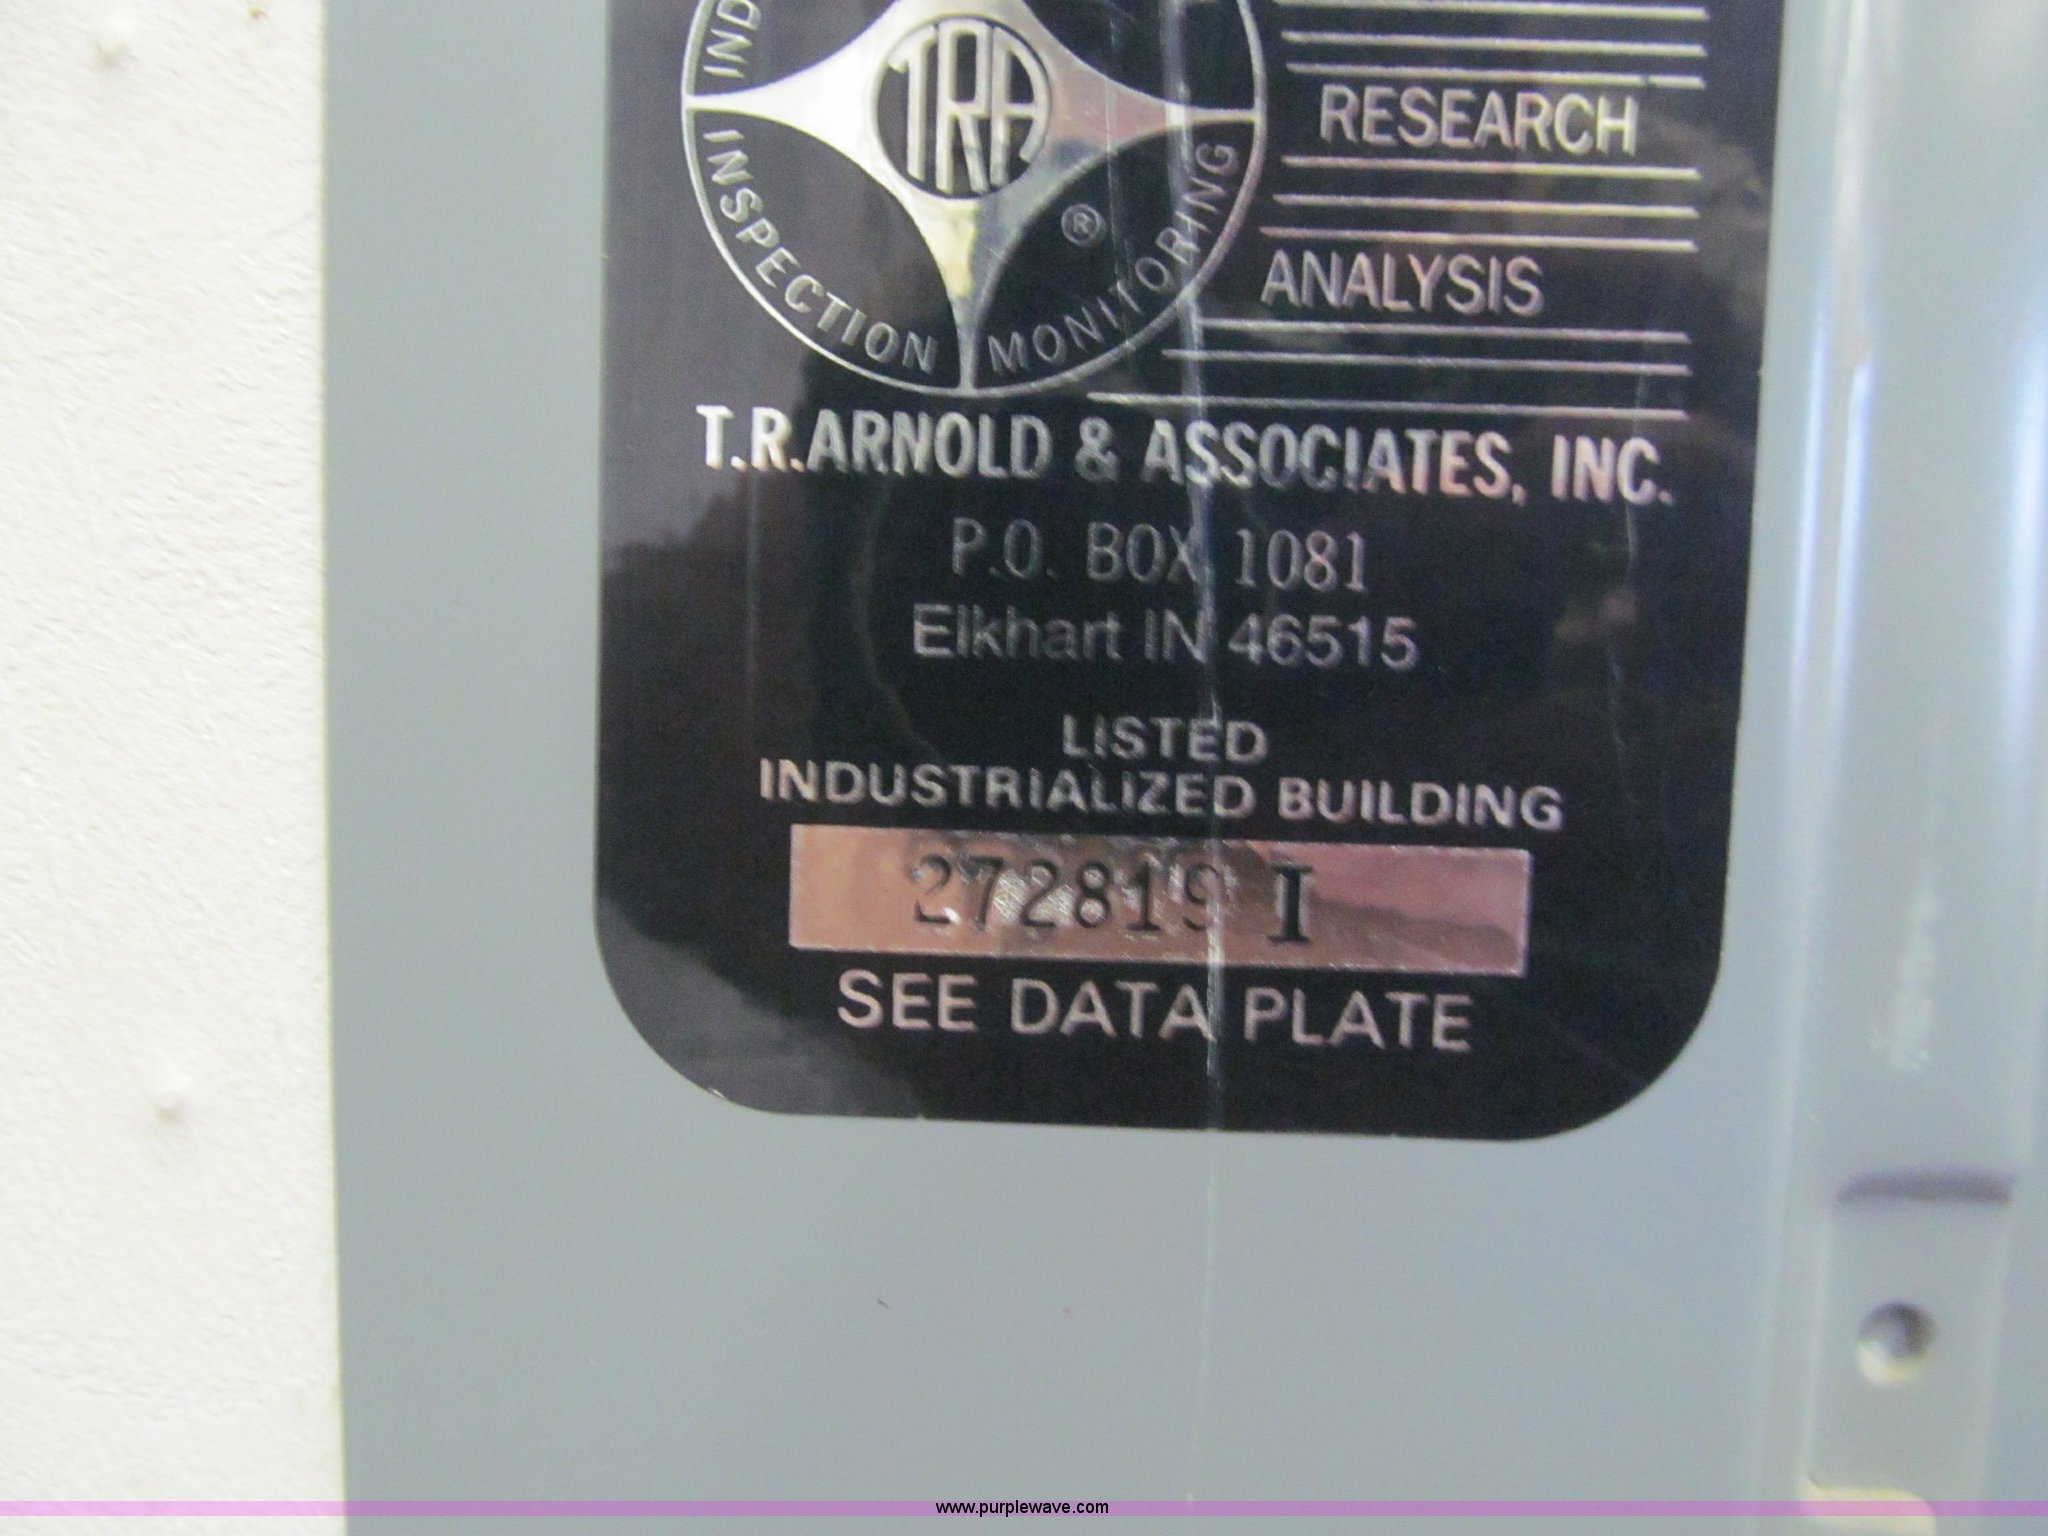 IND
TRA
INSPECTION
MONITORING
®
RESEARCH
ANALYSIS
T.R.ARNOLD & ASSOCIATES, INC.
P.O. BOX 1081
Elkhart IN 46515
LISTED
INDUSTRIALIZED BUILDING
272819 I
SEE DATA PLATE
www.purplewave.com